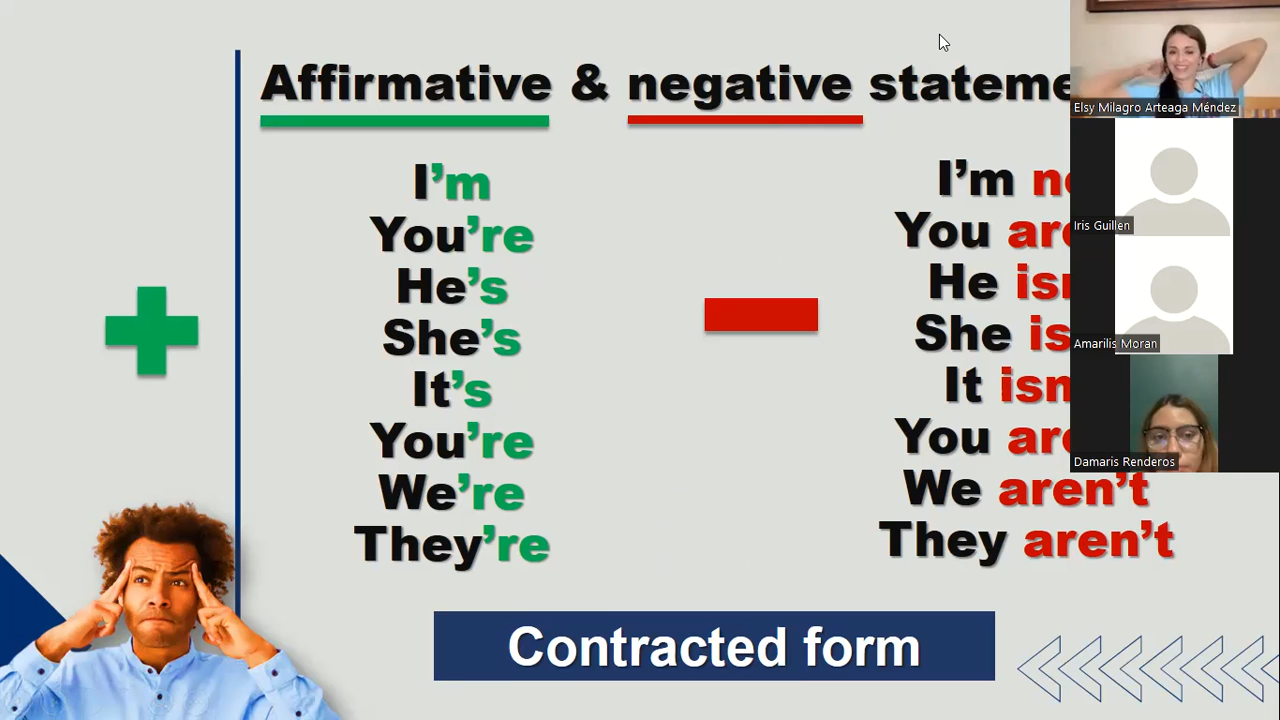 Affirmative & negative
I'm
You're
He's
She's
It's
You're
We're
They're
I'm
You
He
She
It
You
We aren't
They aren't
Contracted form
Elsy Milagro Arteaga Méndez
Iris Guillen
Amarilis Moran
Damaris Renderos